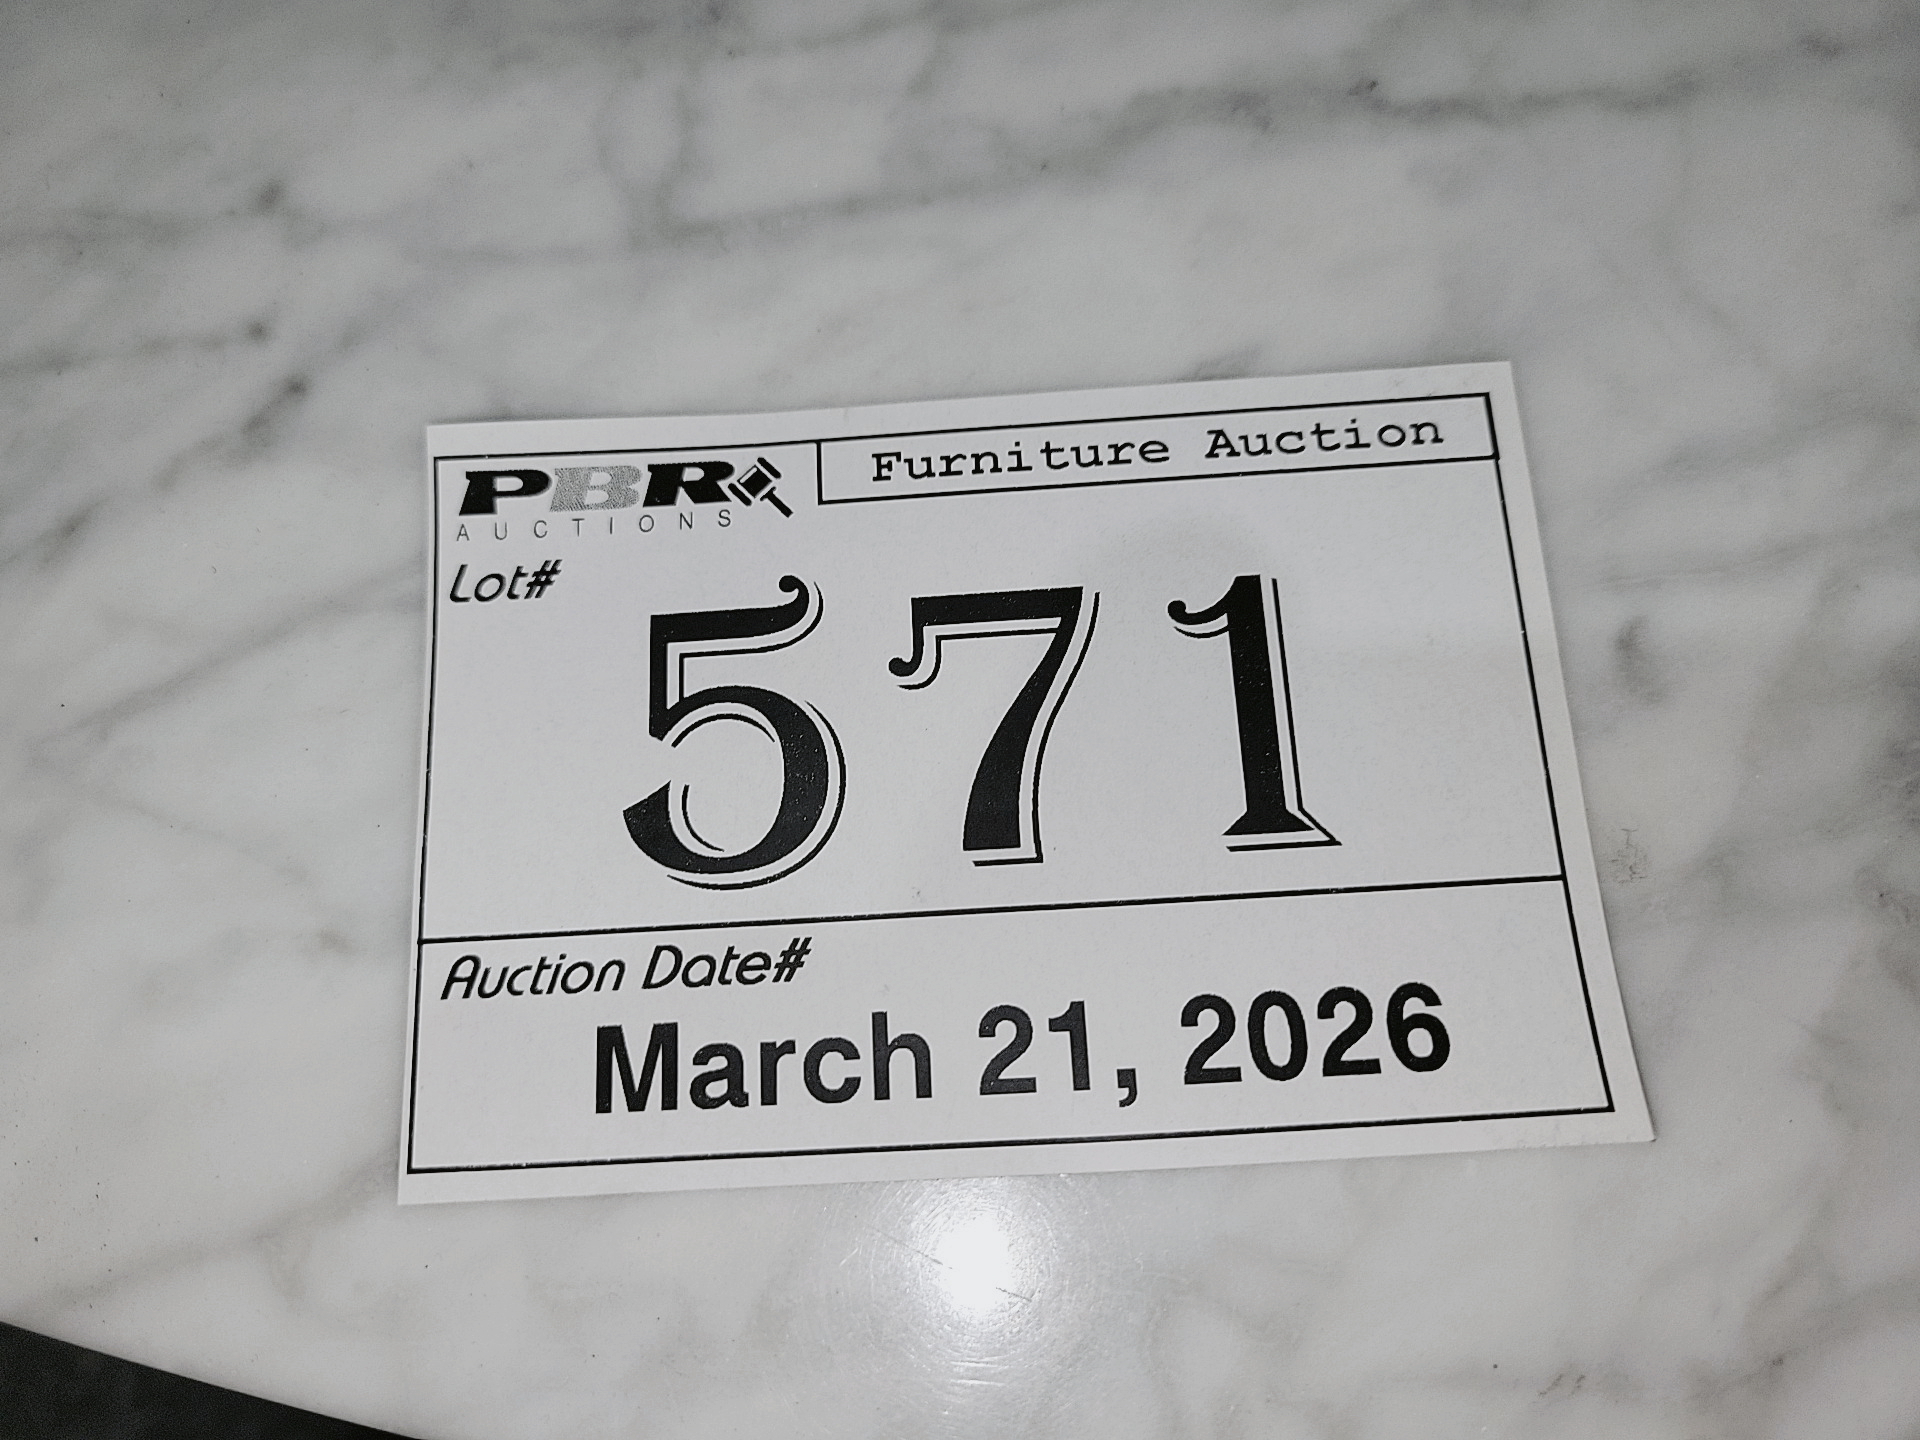 PBR
AUCTIONS
Furniture Auction
Lot#
571
Auction Date#
March 21, 2026